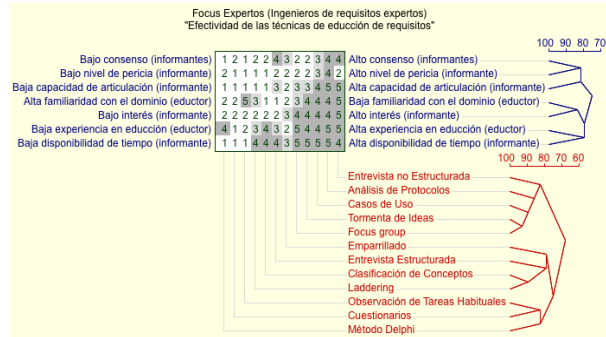 Focus Expertos (Ingenieros de requisitos expertos)
"Efectividad de las técnicas de educción de requisitos"
100 90 80 70
Bajo consenso (informantes) 1 2 1 2 2 4 3 2 2 3 4 4 Alto consenso (informantes)
Bajo nivel de pericia (informante) 2 1 1 1 1 2 2 2 2 3 4 2 Alto nivel de pericia (informante)
Baja capacidad de articulación (informante) 1 1 1 1 1 3 2 3 3 4 5 5 Alta capacidad de articulación (informante)
Alta familiaridad con el dominio (eductor) 2 2 5 3 1 1 2 3 4 4 4 5 Baja familiaridad con el dominio (eductor)
Bajo interés (informante) 2 2 2 2 2 2 3 4 4 4 4 5 Alto interés (informante)
Baja experiencia en educción (eductor) 4 1 2 3 4 3 2 5 4 4 5 5 Alta experiencia en educción (eductor)
Baja disponibilidad de tiempo (informante) 1 1 1 4 4 4 3 5 5 5 5 4 Alta disponibilidad de tiempo (informante)
100 90 80 70 60
Entrevista no Estructurada
Análisis de Protocolos
Casos de Uso
Tormenta de Ideas
Focus group
Emparrillado
Entrevista Estructurada
Clasificación de Conceptos
Laddering
Observación de Tareas Habituales
Cuestionarios
Método Delphi